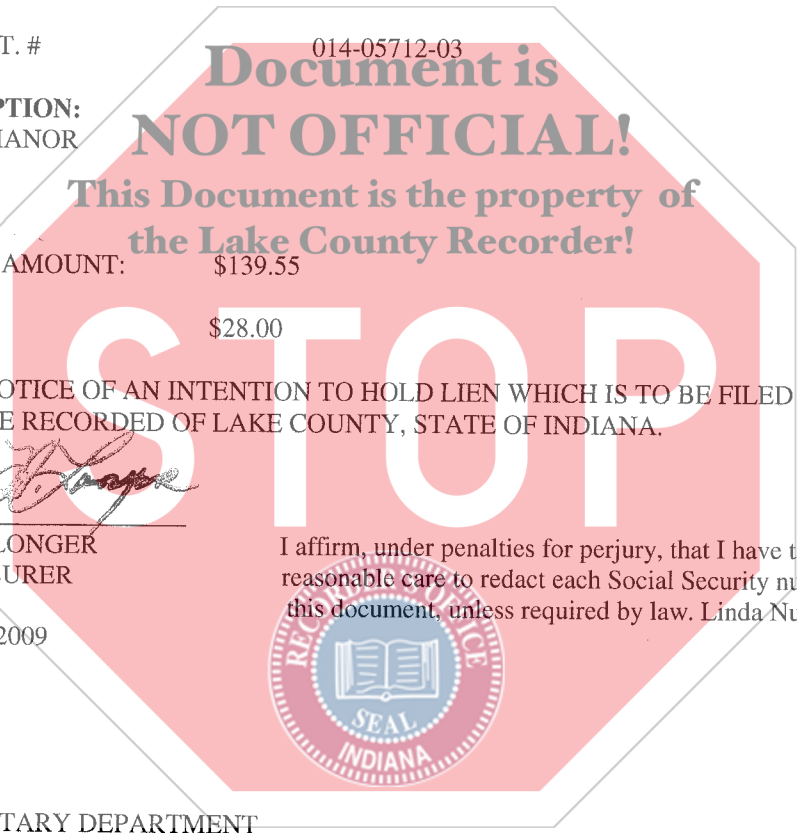 T. # 014-05712-03
Document is
PTION:
IANOR
NOT OFFICIAL!
This Document is the property of
the Lake County Recorder!
AMOUNT: $139.55
$28.00
STOP
OTICE OF AN INTENTION TO HOLD LIEN WHICH IS TO BE FILED
E RECORDED OF LAKE COUNTY, STATE OF INDIANA.
LONGER
URER
2009
I affirm, under penalties for perjury, that I have t
reasonable care to redact each Social Security nu
this document, unless required by law. Linda Nu
RECORDER'S OFFICE
SEAL
INDIANA
TARY DEPARTMENT